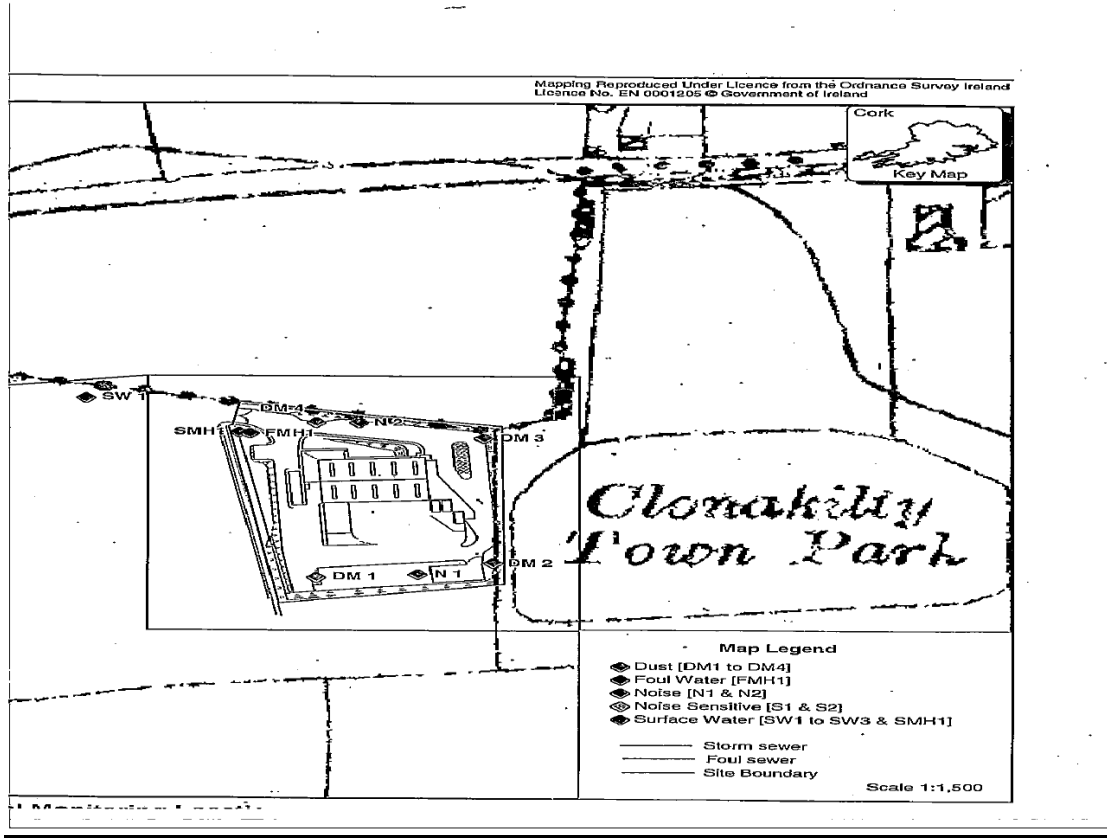 Mapping Reproduced Under Licence from the Ordnance Survey Ireland
Licence No. EN 0001205 © Government of Ireland
Cork
Key Map
SW 1
DM 4
N 2
SMH1
FMH1
DM 3
Clonakilty
Town Park
DM 2
DM 1
N 1
Map Legend
Dust [DM1 to DM4]
Foul Water [FMH1]
Noise [N1 & N2]
Noise Sensitive [S1 & S2]
Surface Water [SW1 to SW3 & SMH1]
Storm sewer
Foul sewer
Site Boundary
Scale 1:1,500